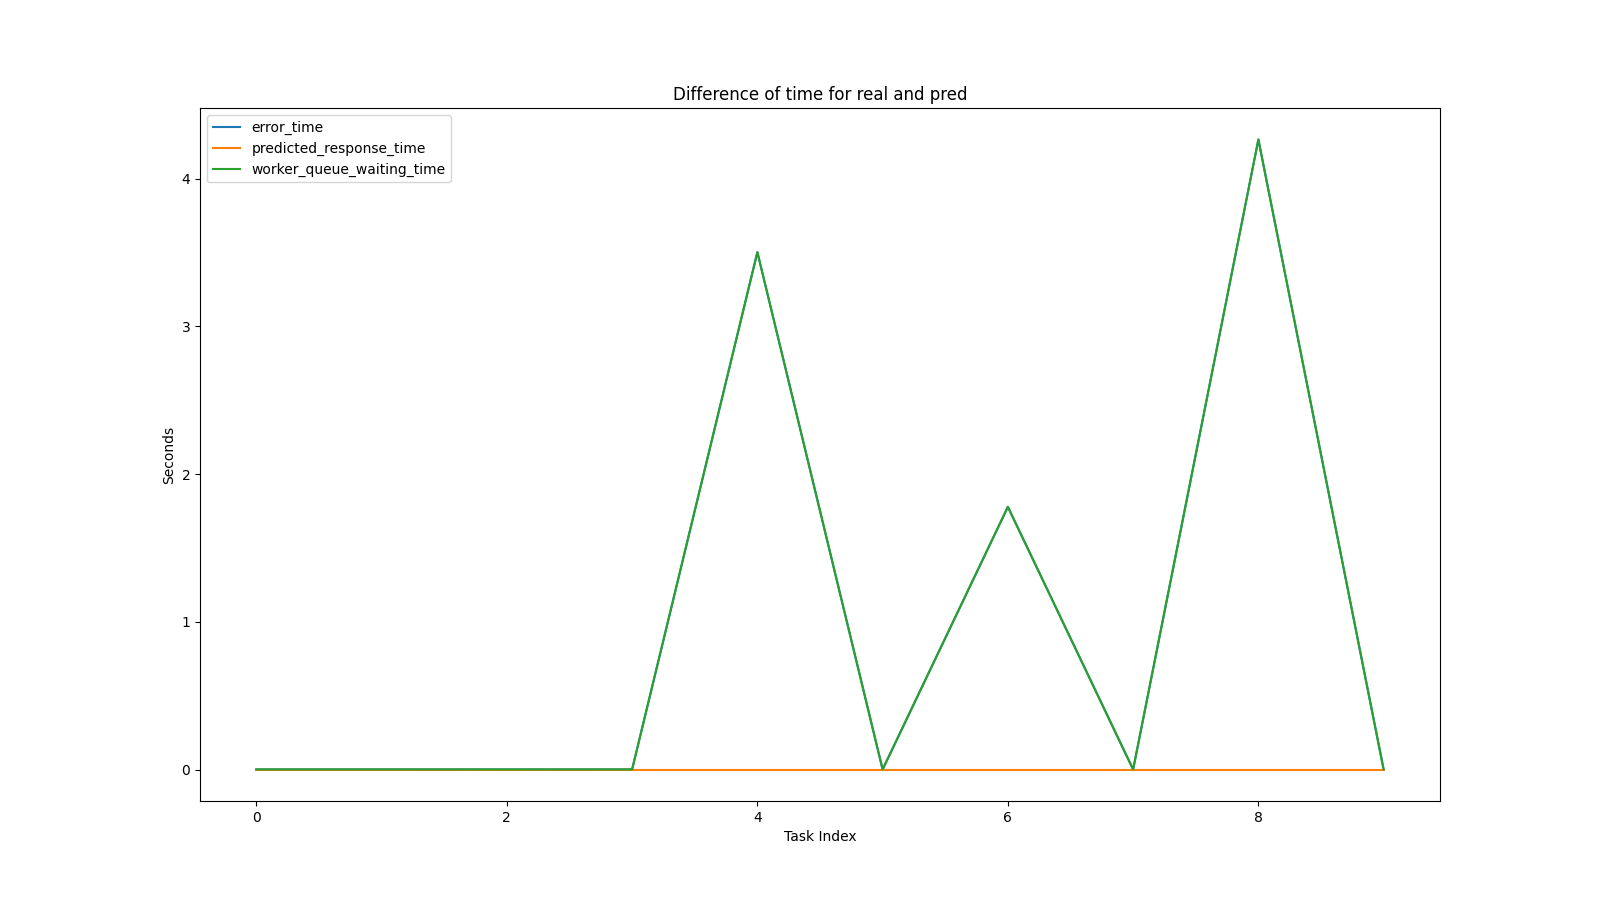 Difference of time for real and pred
error_time
predicted_response_time
worker_queue_waiting_time
4
3
2
1
0
Seconds
0 2 4 6 8
Task Index